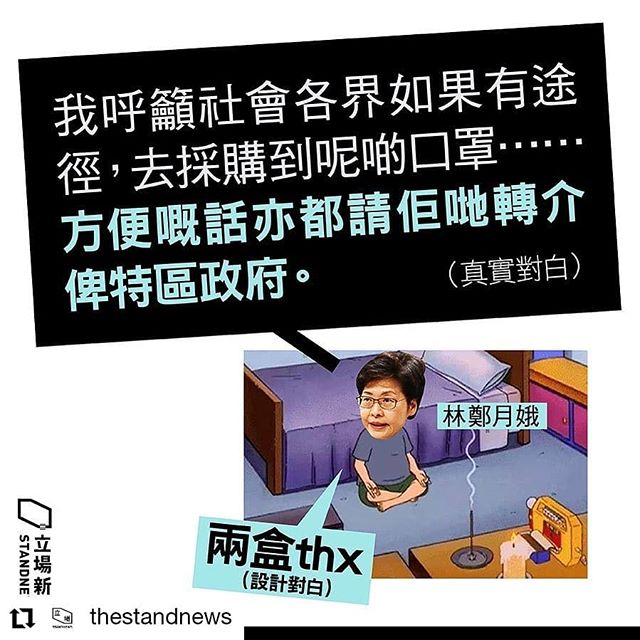 我呼籲社會各界如果有途
徑，去採購到呢啲口罩⋯⋯
方便嘅話亦都請佢哋轉介
俾特區政府。
（真實對白）
林鄭月娥
兩盒thx
（設計對白）
立場新
STANDNE
thestandnews